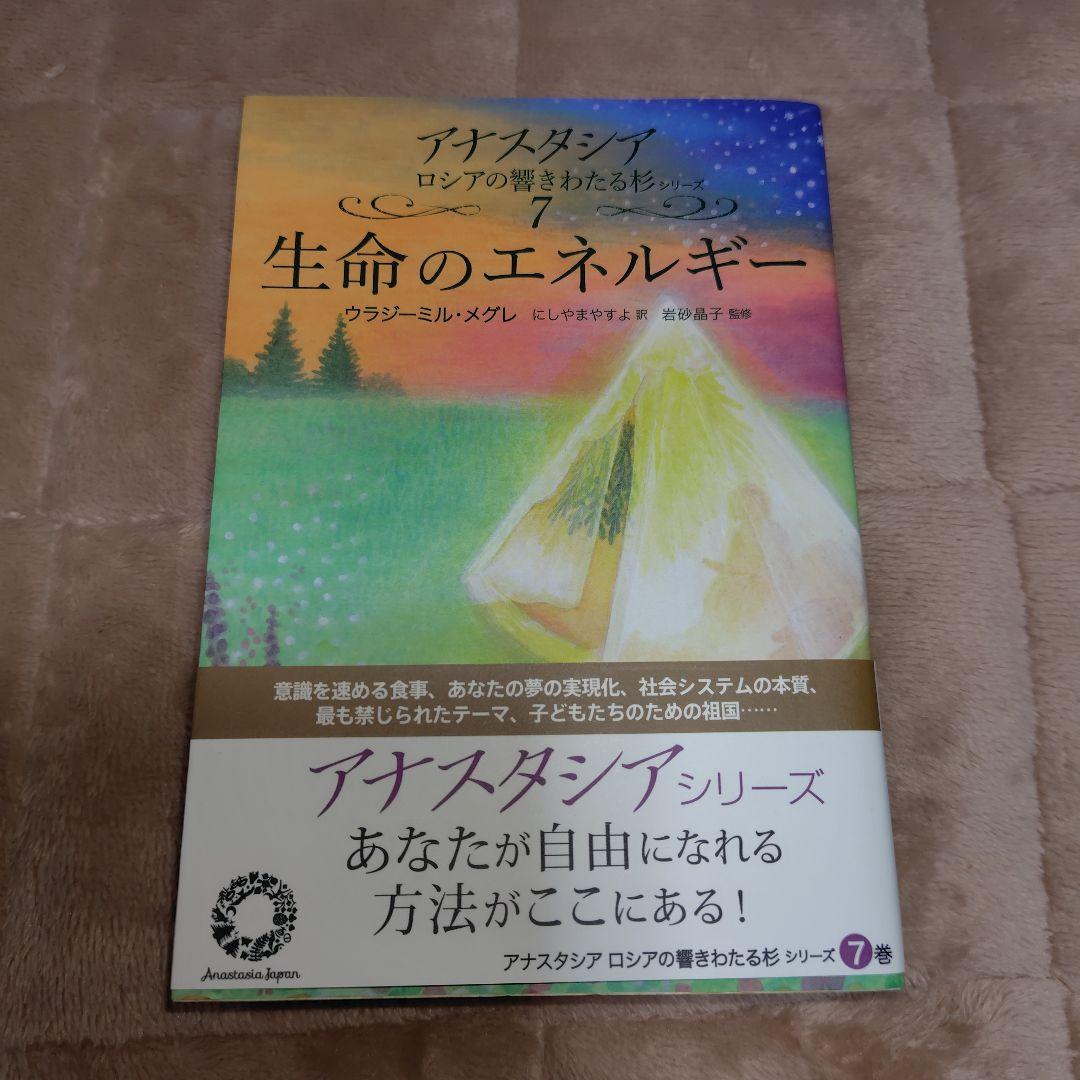 アナスタシア
ロシアの響きわたる杉 シリーズ
7
生命のエネルギー
ウラジーミル・メグレ にしやまやすよ 訳 岩砂晶子 監修
意識を速める食事、あなたの夢の実現化、社会システムの本質、
最も禁じられたテーマ、子どもたちのための祖国……
アナスタシアシリーズ
あなたが自由になれる
方法がここにある!
Anastasia Japan
アナスタシア ロシアの響きわたる杉 シリーズ 7 巻